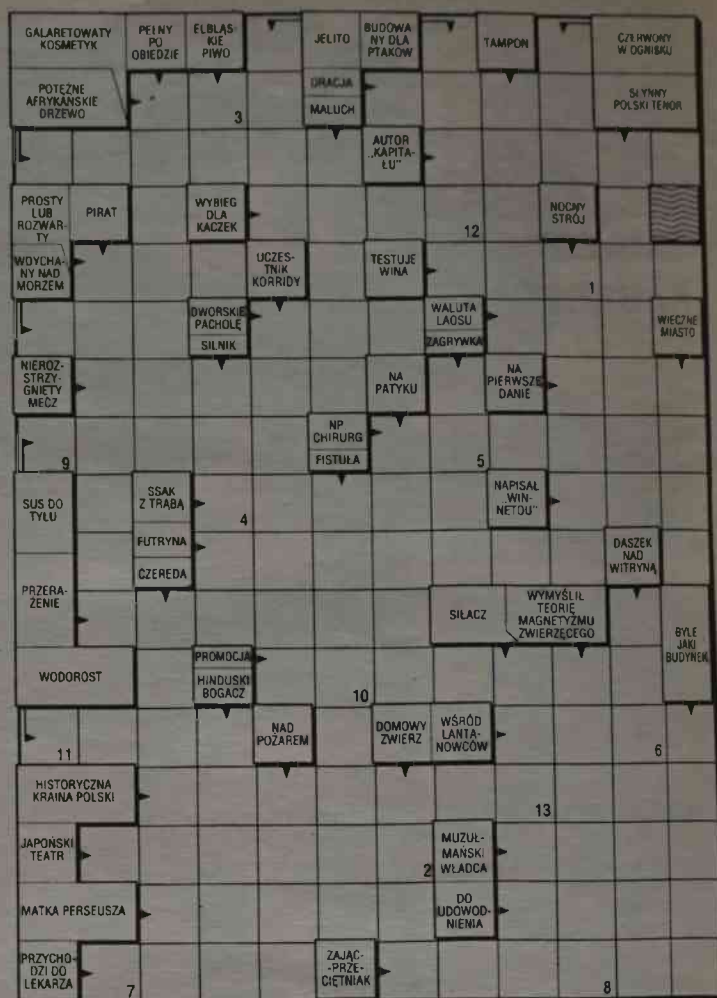 GALARETOWATY
KOSMETYK
PEŁNY
PO
OBIEDZIE
ELBLĄS-
KIE
PIWO
JELITO
BUDOWA-
NY DLA
PTAKÓW
TAMPON
CZERWONY
W OGNISKU
POTĘŻNE
AFRYKAŃSKIE
DRZEWO
3
GRACJA
MALUCH
SŁYNNY
POLSKI TENOR
AUTOR
„KAPITA-
ŁU”
PROSTY
LUB
ROZWAR-
TY
PIRAT
WYBIEG
DLA
KACZEK
12
NOCNY
STRÓJ
WDYCHA-
NY NAD
MORZEM
UCZES-
TNIK
KORRIDY
TESTUJE
WINA
1
DWORSKIE
PACHOLĘ
SILNIK
WALUTA
LAOSU
ZAGRYWKA
WIECZNE
MIASTO
NIEROZ-
STRZY-
GNIĘTY
MECZ
NA
PATYKU
NA
PIERWSZE
DANIE
9
NP
CHIRURG
FISTUŁA
5
SUS DO
TYŁU
SSAK
Z TRĄBĄ
4
NAPISAŁ
„WIN-
NETOU”
FUTRYNA
CZEREDA
DASZEK
NAD
WITRYNĄ
PRZERA-
ŻENIE
SIŁACZ
WYMYŚLIŁ
TEORIĘ
MAGNETYZMU
ZWIERZĘCEGO
BYLE
JAKI
BUDYNEK
WODOROST
PROMOCJA
HINDUSKI
BOGACZ
10
11
NAD
POŻAREM
DOMOWY
ZWIERZ
WŚRÓD
LANTA-
NOWCÓW
6
HISTORYCZNA
KRAINA POLSKI
13
JAPOŃSKI
TEATR
2
MUZUŁ-
MAŃSKI
WŁADCA
MATKA PERSEUSZA
DO
UDOWOD-
NIENIA
PRZYCHO-
DZI DO
LEKARZA
7
ZAJĄC-
-PRZE-
CIĘTNIAK
8